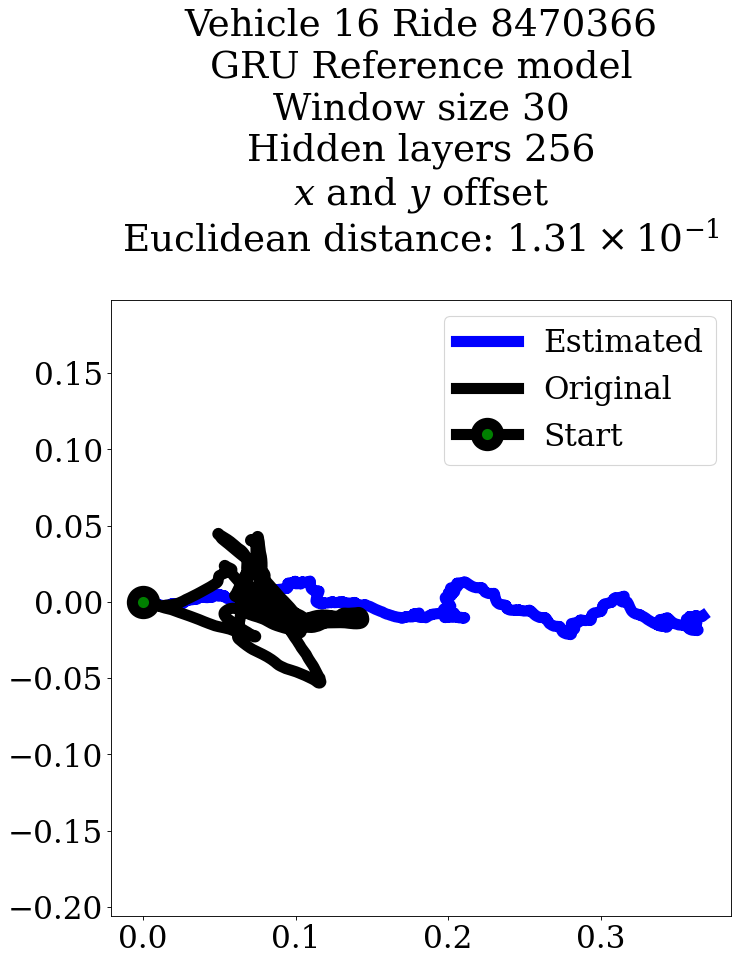 Vehicle 16 Ride 8470366
GRU Reference model
Window size 30
Hidden layers 256
x and y offset
Euclidean distance: 1.31 × 10⁻¹
Estimated
Original
Start
0.15
0.10
0.05
0.00
−0.05
−0.10
−0.15
−0.20
0.0 0.1 0.2 0.3